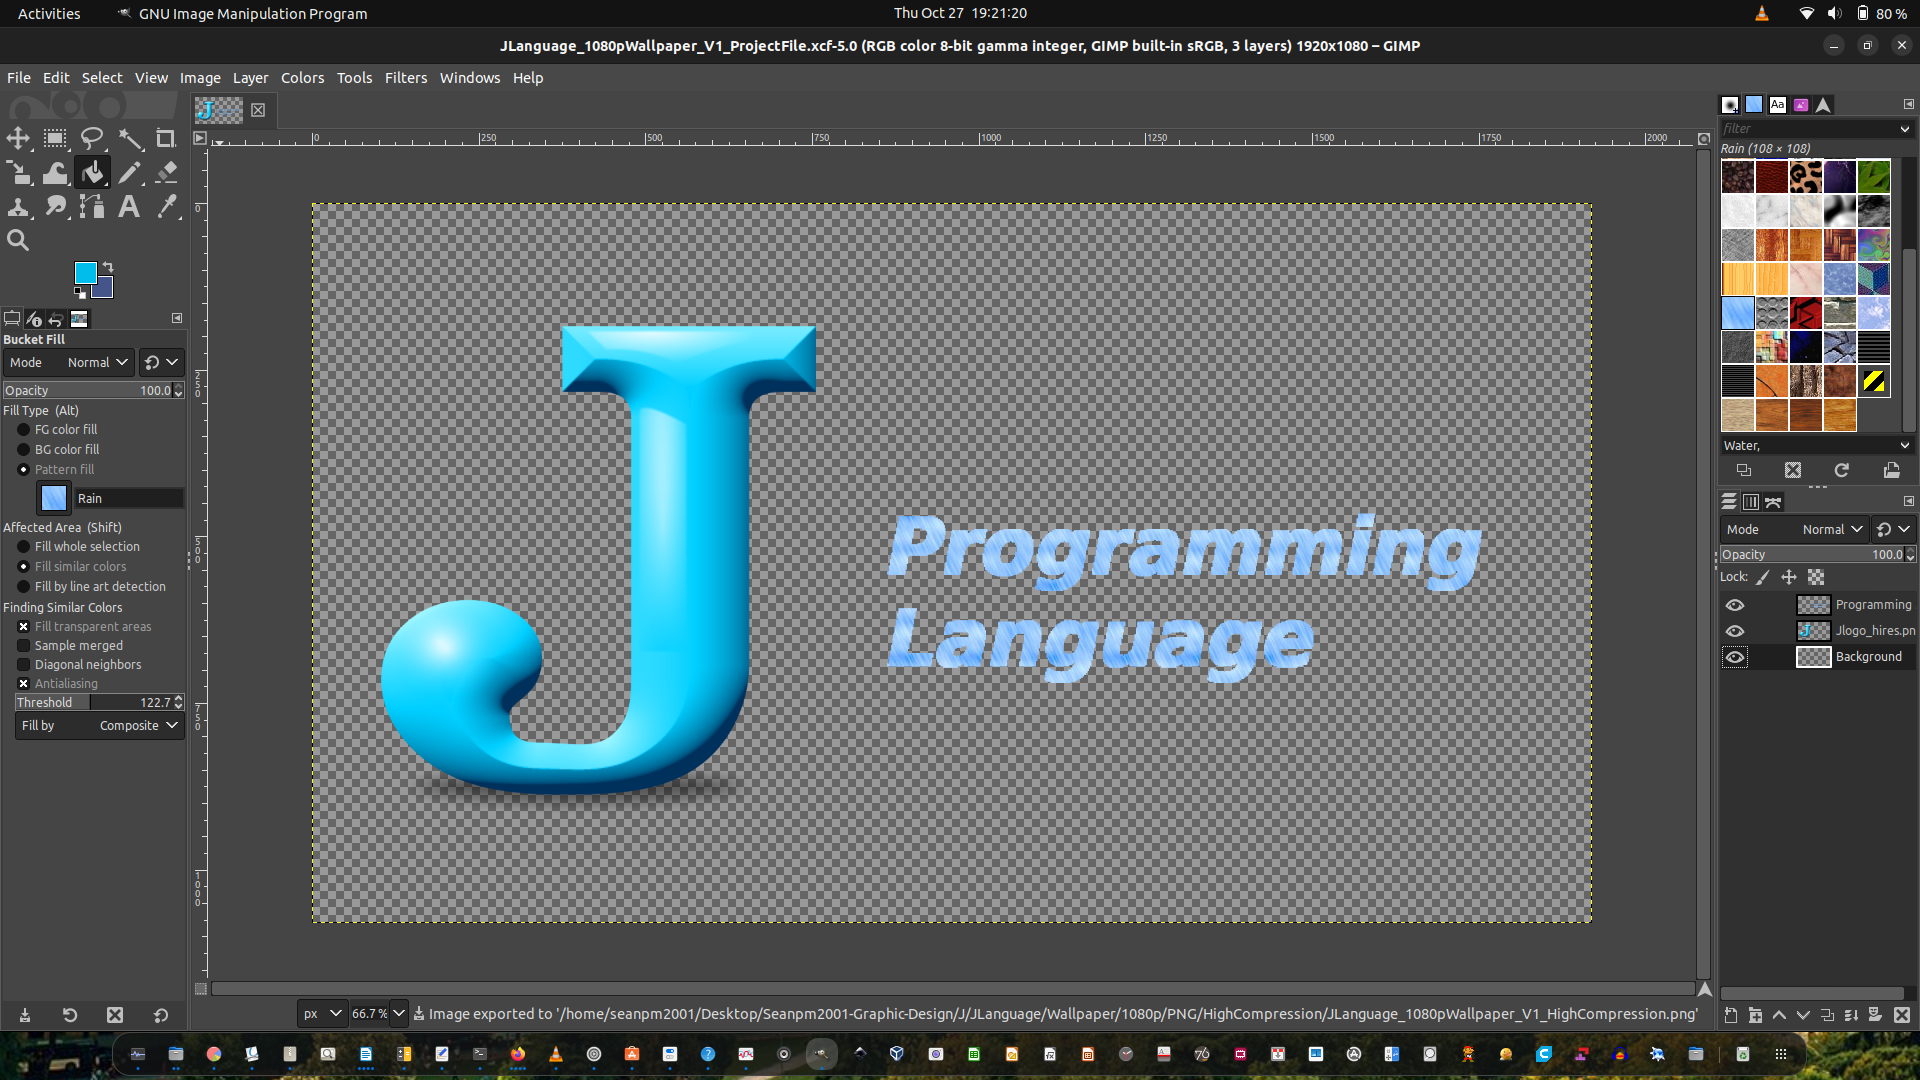 Activities
GNU Image Manipulation Program
Thu Oct 27 19:21:20
80 %
JLanguage_1080pWallpaper_V1_ProjectFile.xcf-5.0 (RGB color 8-bit gamma integer, GIMP built-in sRGB, 3 layers) 1920x1080 – GIMP
File Edit Select View Image Layer Colors Tools Filters Windows Help
0 250 500 750 1000 1250 1500 1750 2000
0
250
500
750
1000
Bucket Fill
Mode Normal
Opacity 100.0
Fill Type (Alt)
FG color fill
BG color fill
Pattern fill
Rain
Affected Area (Shift)
Fill whole selection
Fill similar colors
Fill by line art detection
Finding Similar Colors
Fill transparent areas
Sample merged
Diagonal neighbors
Antialiasing
Threshold 122.7
Fill by Composite
J
Programming
Language
Aa
filter
Rain (108 × 108)
Water,
Mode Normal
Opacity 100.0
Lock:
Programming
Jlogo_hires.pn
Background
px
66.7 %
Image exported to '/home/seanpm2001/Desktop/Seanpm2001-Graphic-Design/J/JLanguage/Wallpaper/1080p/PNG/HighCompression/JLanguage_1080pWallpaper_V1_HighCompression.png'